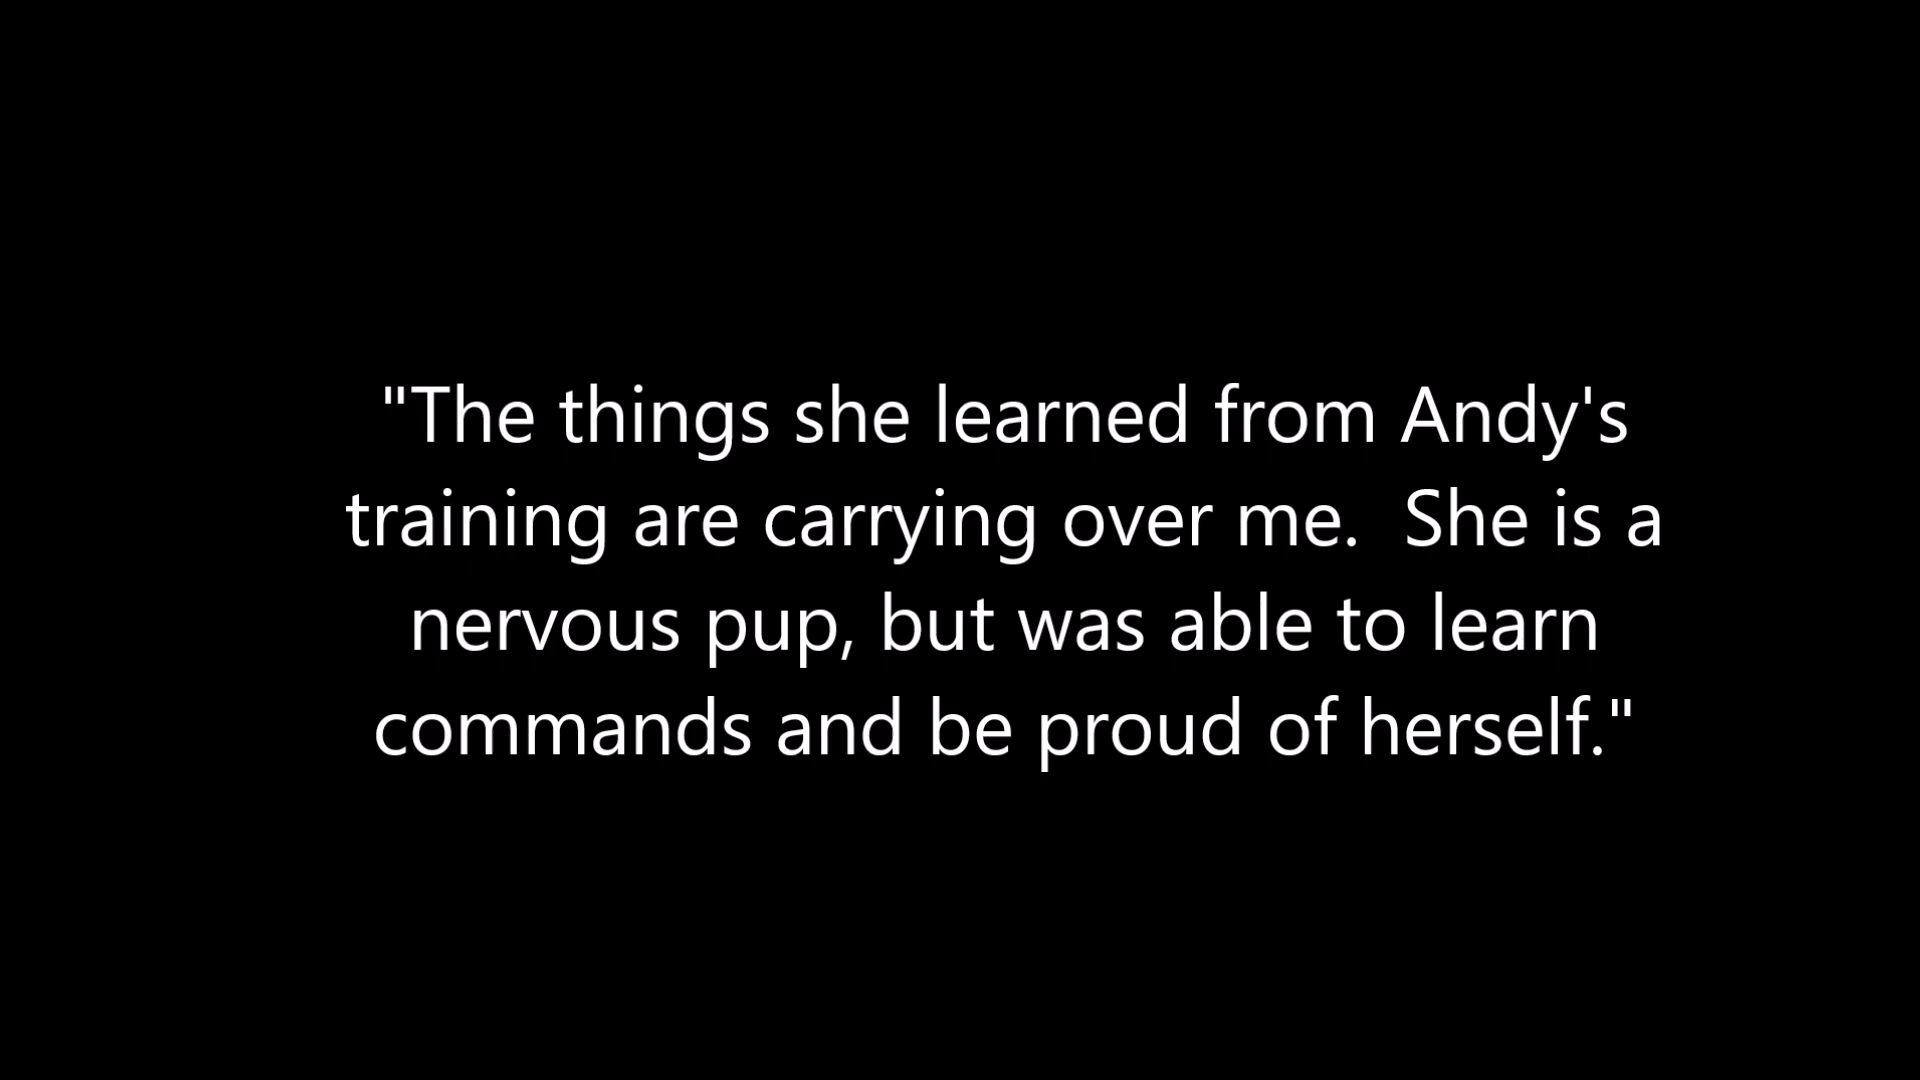 "The things she learned from Andy's
training are carrying over me.  She is a
nervous pup, but was able to learn
commands and be proud of herself."